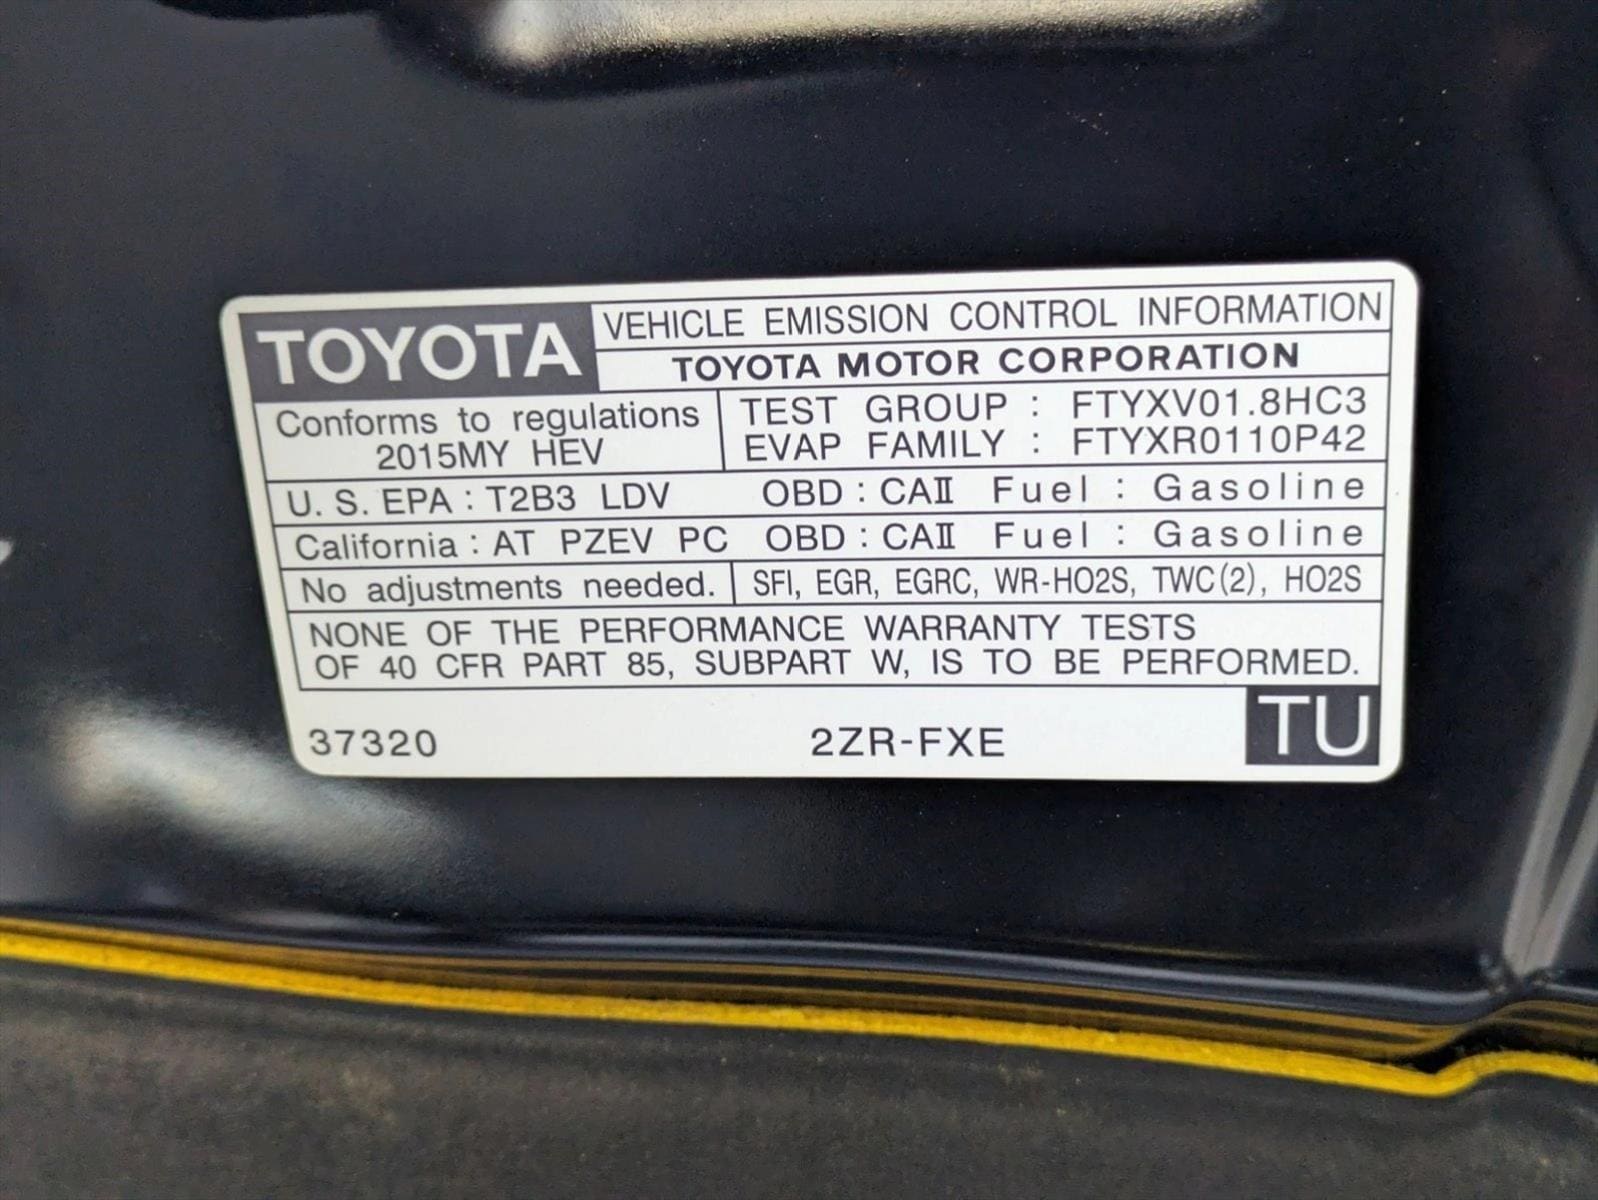 TOYOTA
VEHICLE EMISSION CONTROL INFORMATION
TOYOTA MOTOR CORPORATION
Conforms to regulations
2015MY HEV
TEST GROUP : FTYXV01.8HC3
EVAP FAMILY : FTYXR0110P42
U. S. EPA : T2B3 LDV OBD : CAⅡ Fuel : Gasoline
California : AT PZEV PC OBD : CAⅡ Fuel : Gasoline
No adjustments needed. SFI, EGR, EGRC, WR-HO2S, TWC(2), HO2S
NONE OF THE PERFORMANCE WARRANTY TESTS
OF 40 CFR PART 85, SUBPART W, IS TO BE PERFORMED.
37320 2ZR-FXE TU